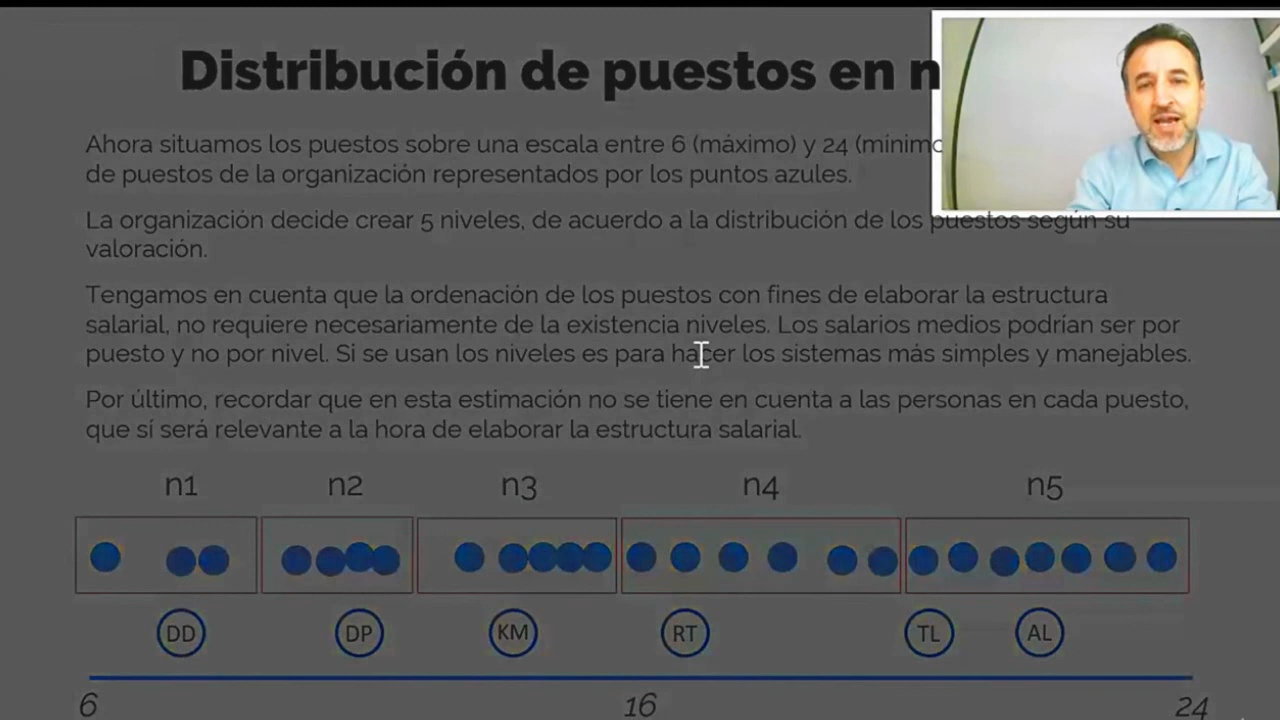 Distribución de puestos en n
Ahora situamos los puestos sobre una escala entre 6 (máximo) y 24 (mínimo
de puestos de la organización representados por los puntos azules.
La organización decide crear 5 niveles, de acuerdo a la distribución de los puestos según su
valoración.
Tengamos en cuenta que la ordenación de los puestos con fines de elaborar la estructura
salarial, no requiere necesariamente de la existencia niveles. Los salarios medios podrían ser por
puesto y no por nivel. Si se usan los niveles es para hacer los sistemas más simples y manejables.
Por último, recordar que en esta estimación no se tiene en cuenta a las personas en cada puesto,
que sí será relevante a la hora de elaborar la estructura salarial.
n1 n2 n3 n4 n5
DD DP KM RT TL AL
6 16 24